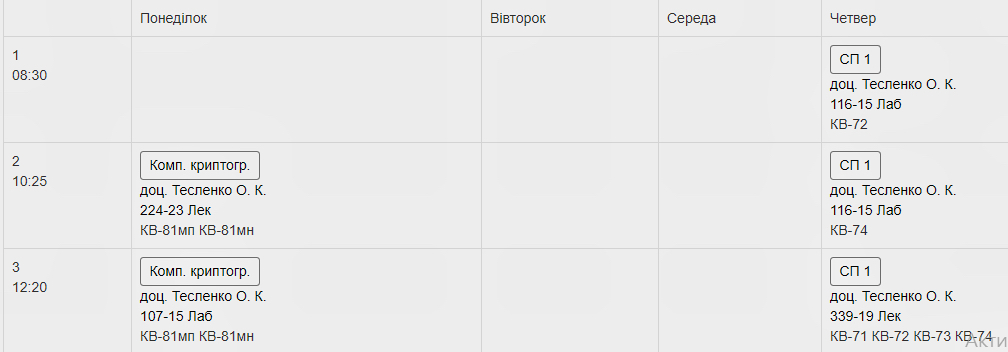 Понеділок Вівторок Середа Четвер
1
08:30
СП 1
доц. Тесленко О. К.
116-15 Лаб
КВ-72
2
10:25
Комп. криптогр.
доц. Тесленко О. К.
224-23 Лек
КВ-81мп КВ-81мн
СП 1
доц. Тесленко О. К.
116-15 Лаб
КВ-74
3
12:20
Комп. криптогр.
доц. Тесленко О. К.
107-15 Лаб
КВ-81мп КВ-81мн
СП 1
доц. Тесленко О. К.
339-19 Лек
КВ-71 КВ-72 КВ-73 КВ-74
Акти